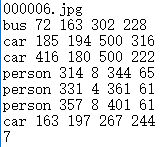 000006.jpg
bus 72 163 302 228
car 185 194 500 316
car 416 180 500 222
person 314 8 344 65
person 331 4 361 61
person 357 8 401 61
car 163 197 267 244
7